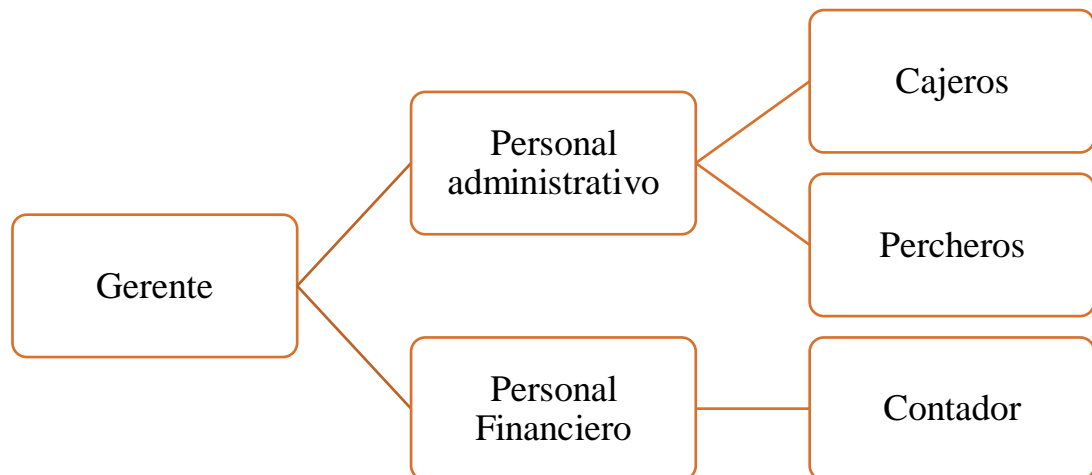 Gerente
Personal
administrativo
Cajeros
Percheros
Personal
Financiero
Contador